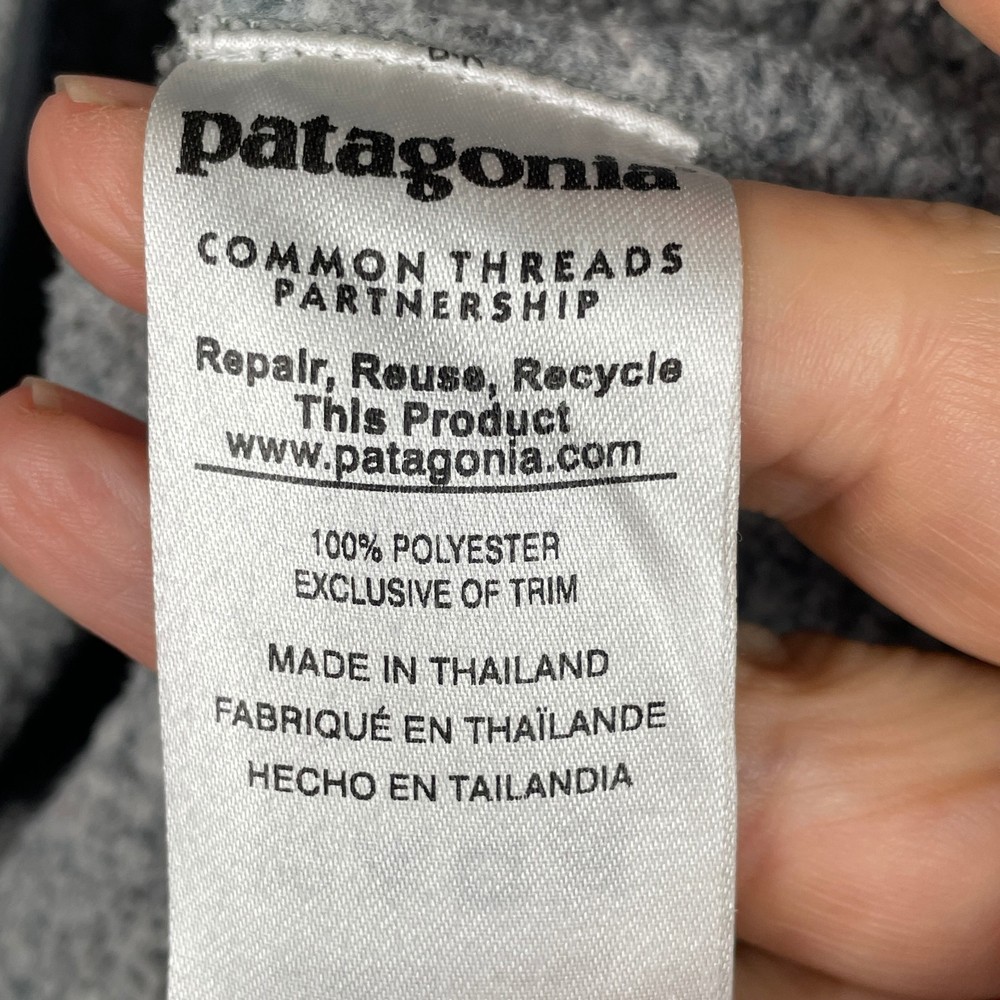 patagonia
COMMON THREADS
PARTNERSHIP
Repair, Reuse, Recycle
This Product
www.patagonia.com
100% POLYESTER
EXCLUSIVE OF TRIM
MADE IN THAILAND
FABRIQUÉ EN THAÏLANDE
HECHO EN TAILANDIA